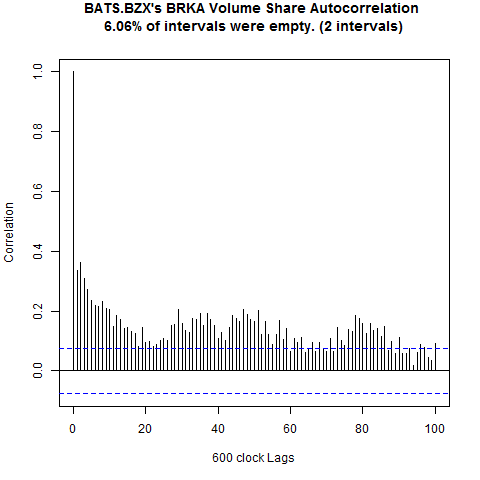 BATS.BZX's BRKA Volume Share Autocorrelation
6.06% of intervals were empty. (2 intervals)
Correlation
1.0
0.8
0.6
0.4
0.2
0.0
0 20 40 60 80 100
600 clock Lags